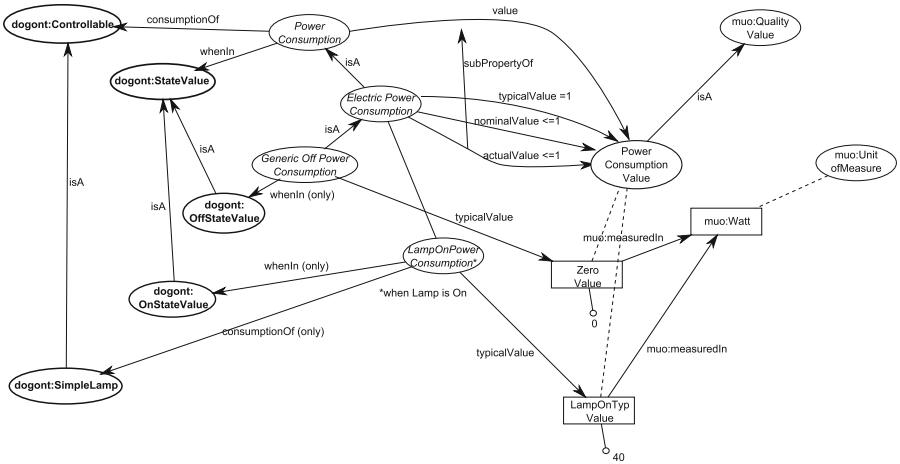 consumptionOf
value
dogont:Controllable
Power
Consumption
muo:Quality
Value
whenIn
isA
subPropertyOf
dogont:StateValue
Electric Power
Consumption
typicalValue =1
isA
nominalValue <=1
isA
isA
Generic Off Power
Consumption
actualValue <=1
Power
Consumption
Value
muo:Unit
ofMeasure
isA
whenIn (only)
isA
dogont:
OffStateValue
typicalValue
muo:Watt
muo:measuredIn
LampOnPower
Consumption*
whenIn (only)
Zero
Value
dogont:
OnStateValue
*when Lamp is On
0
consumptionOf (only)
typicalValue
muo:measuredIn
dogont:SimpleLamp
LampOnTyp
Value
40